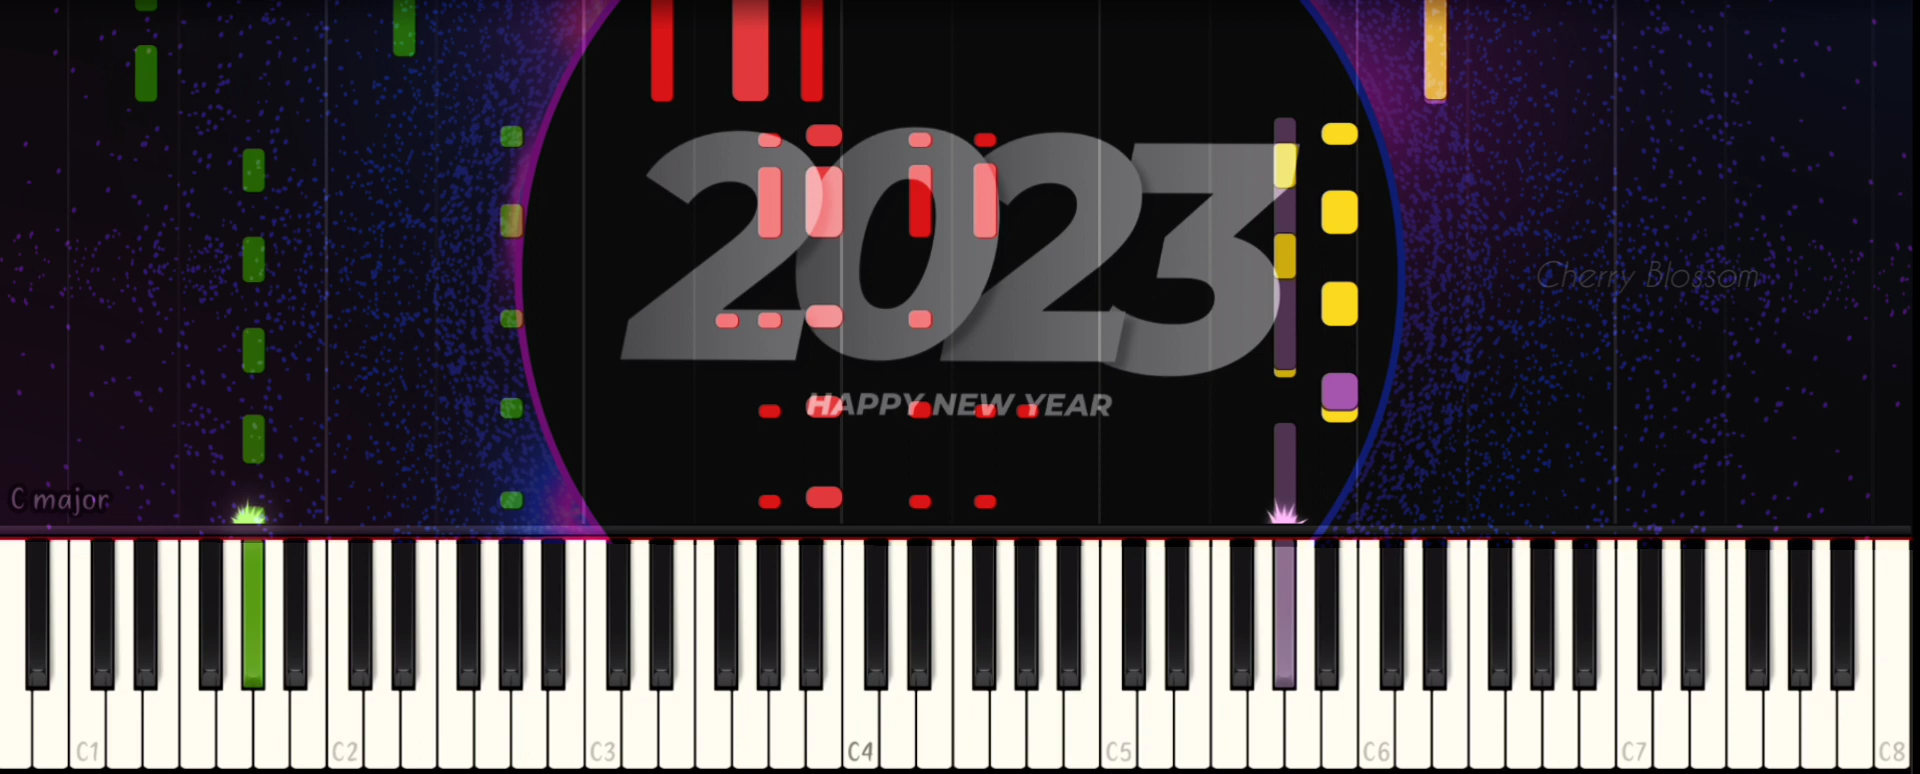 2023
Cherry Blossom
HAPPY NEW YEAR
C major
C1 C2 C3 C4 C5 C6 C7 C8